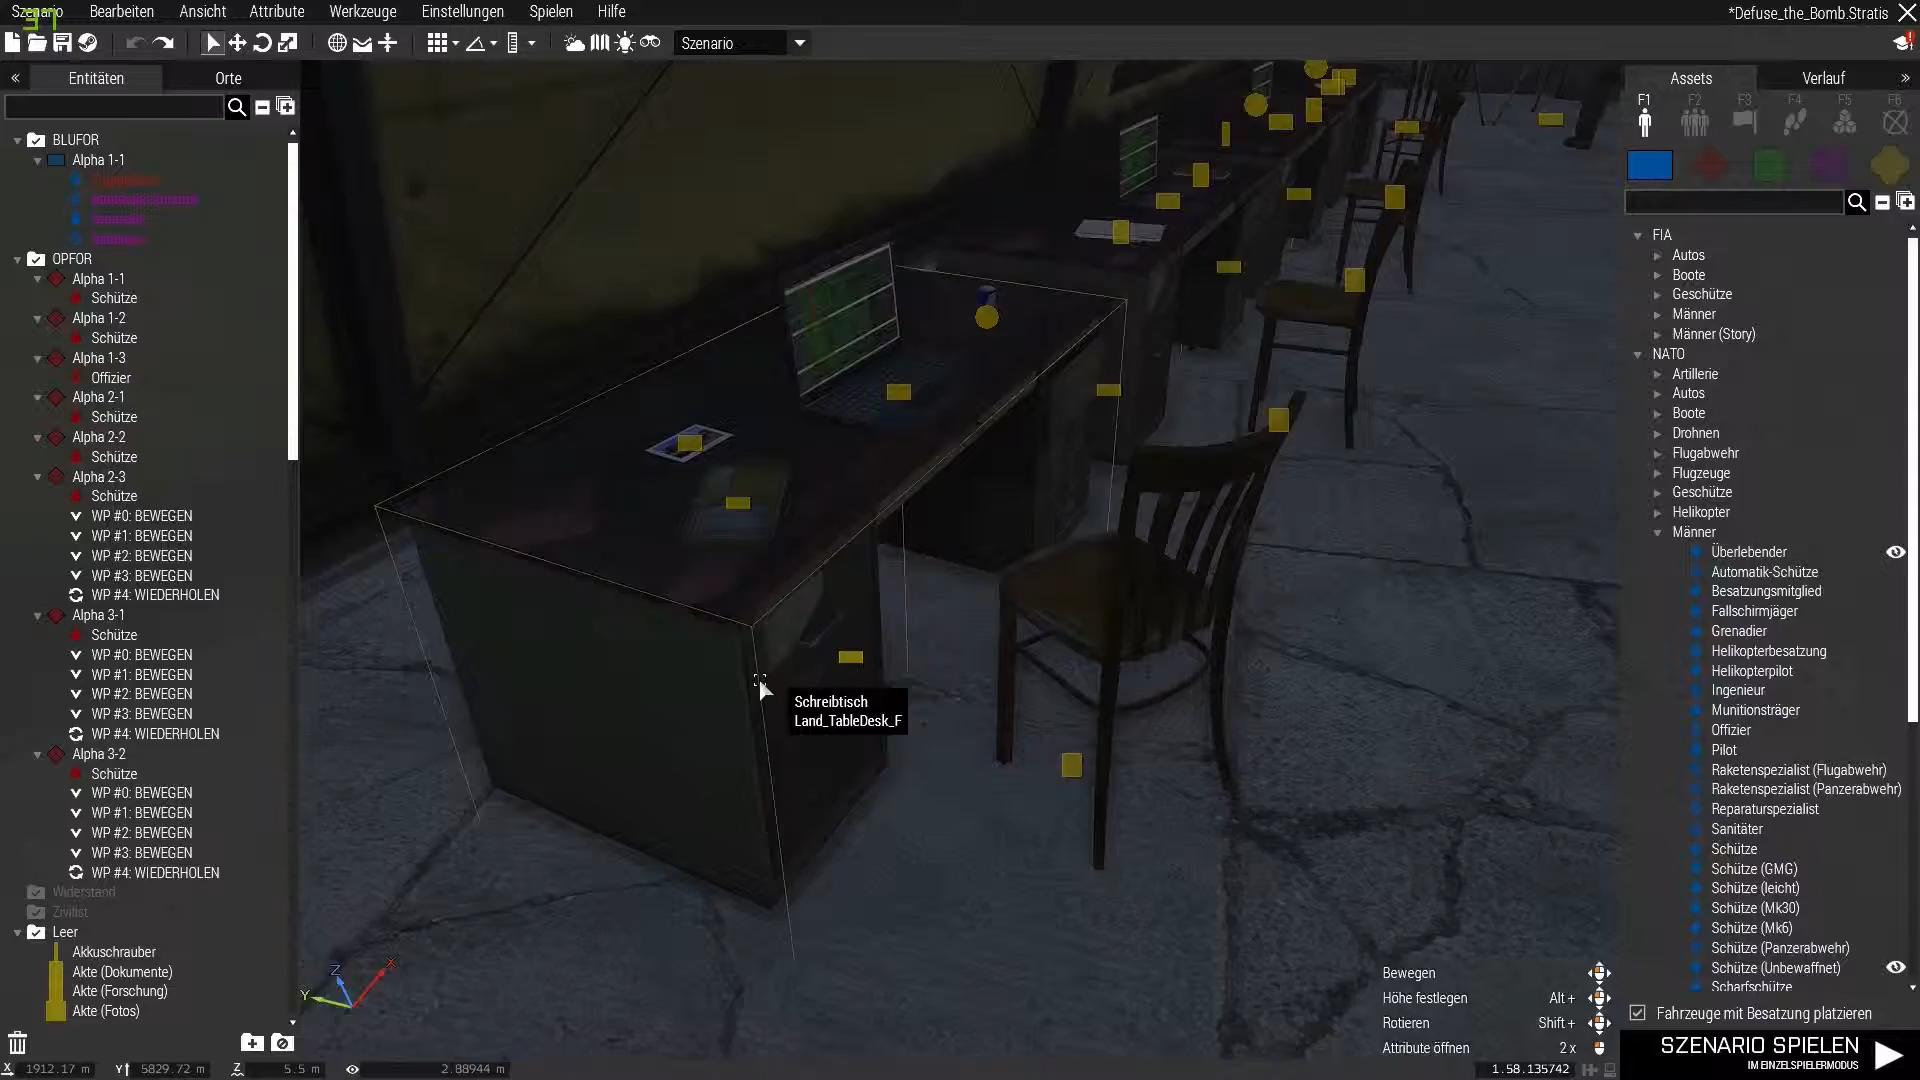 Szenario
Bearbeiten
Ansicht
Attribute
Werkzeuge
Einstellungen
Spielen
Hilfe
*Defuse_the_Bomb.Stratis
37
Szenario
Entitäten
Orte
BLUFOR
Alpha 1-1
OPFOR
Alpha 1-1
Schütze
Alpha 1-2
Schütze
Alpha 1-3
Offizier
Alpha 2-1
Schütze
Alpha 2-2
Schütze
Alpha 2-3
Schütze
WP #0: BEWEGEN
WP #1: BEWEGEN
WP #2: BEWEGEN
WP #3: BEWEGEN
WP #4: WIEDERHOLEN
Alpha 3-1
Schütze
WP #0: BEWEGEN
WP #1: BEWEGEN
WP #2: BEWEGEN
WP #3: BEWEGEN
WP #4: WIEDERHOLEN
Alpha 3-2
Schütze
WP #0: BEWEGEN
WP #1: BEWEGEN
WP #2: BEWEGEN
WP #3: BEWEGEN
WP #4: WIEDERHOLEN
Widerstand
Zivilist
Leer
Akkuschrauber
Akte (Dokumente)
Akte (Forschung)
Akte (Fotos)
Schreibtisch
Land_TableDesk_F
Z
X
Y
Bewegen
Höhe festlegen Alt +
Rotieren Shift +
Attribute öffnen 2 x
Assets
Verlauf
F1 F2 F3 F4 F5 F6
FIA
Autos
Boote
Geschütze
Männer
Männer (Story)
NATO
Artillerie
Autos
Boote
Drohnen
Flugabwehr
Flugzeuge
Geschütze
Helikopter
Männer
Überlebender
Automatik-Schütze
Besatzungsmitglied
Fallschirmjäger
Grenadier
Helikopterbesatzung
Helikopterpilot
Ingenieur
Munitionsträger
Offizier
Pilot
Raketenspezialist (Flugabwehr)
Raketenspezialist (Panzerabwehr)
Reparaturspezialist
Sanitäter
Schütze
Schütze (GMG)
Schütze (leicht)
Schütze (Mk30)
Schütze (Mk6)
Schütze (Panzerabwehr)
Schütze (Unbewaffnet)
Scharfschütze
Fahrzeuge mit Besatzung platzieren
SZENARIO SPIELEN
IM EINZELSPIELERMODUS
X 1912.17 m Y 5829.72 m Z 5.5 m 2.88944 m
1.58.135742